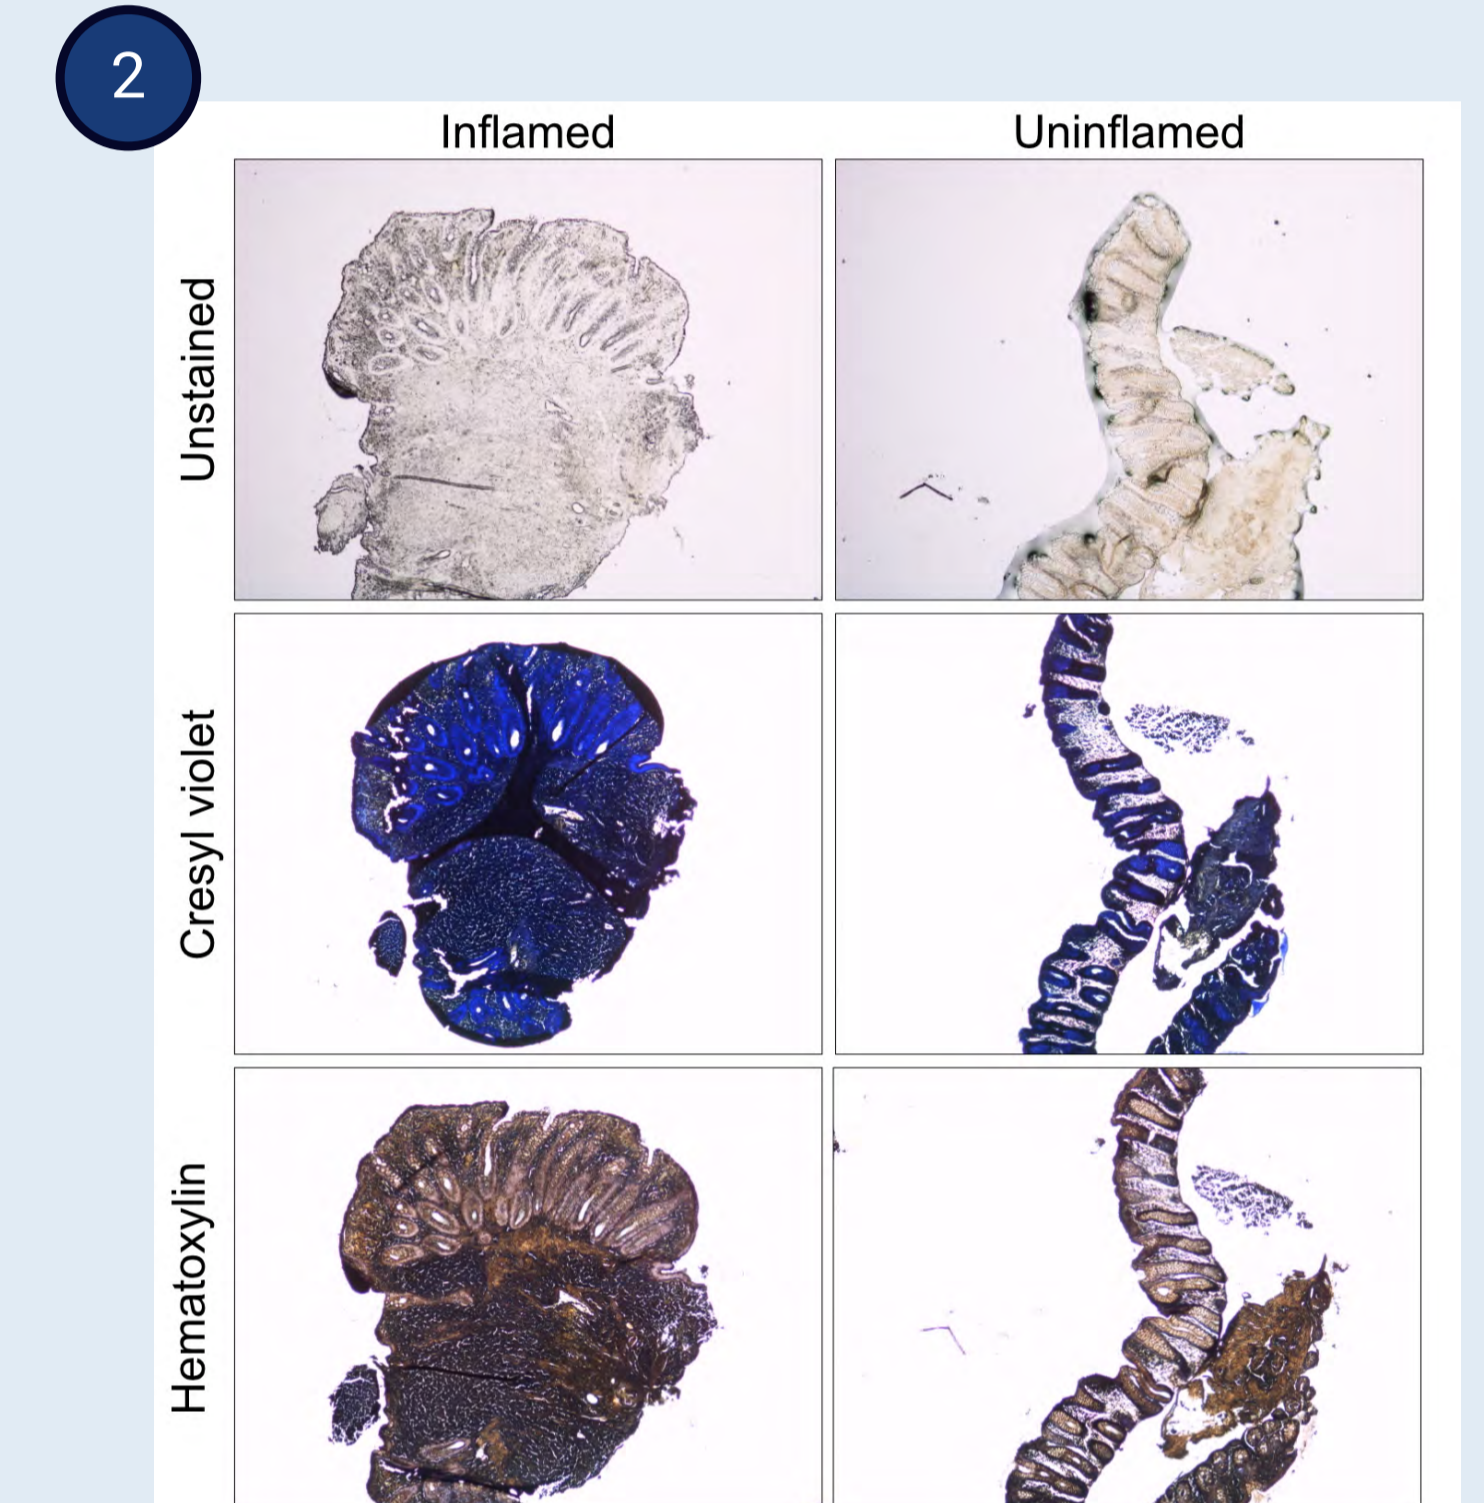 2
Inflamed
Uninflamed
Unstained
Cresyl violet
Hematoxylin